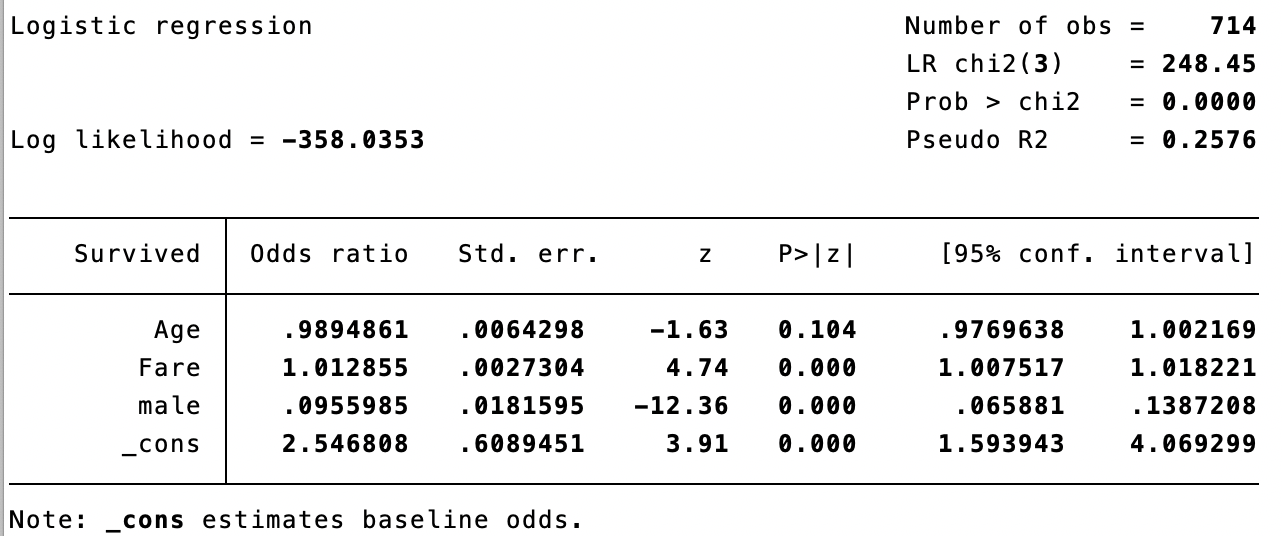 Logistic regression Number of obs = 714
LR chi2(3) = 248.45
Prob > chi2 = 0.0000
Log likelihood = -358.0353 Pseudo R2 = 0.2576
Survived Odds ratio Std. err. z P>|z| [95% conf. interval]
Age .9894861 .0064298 -1.63 0.104 .9769638 1.002169
Fare 1.012855 .0027304 4.74 0.000 1.007517 1.018221
male .0955985 .0181595 -12.36 0.000 .065881 .1387208
_cons 2.546808 .6089451 3.91 0.000 1.593943 4.069299
Note: _cons estimates baseline odds.